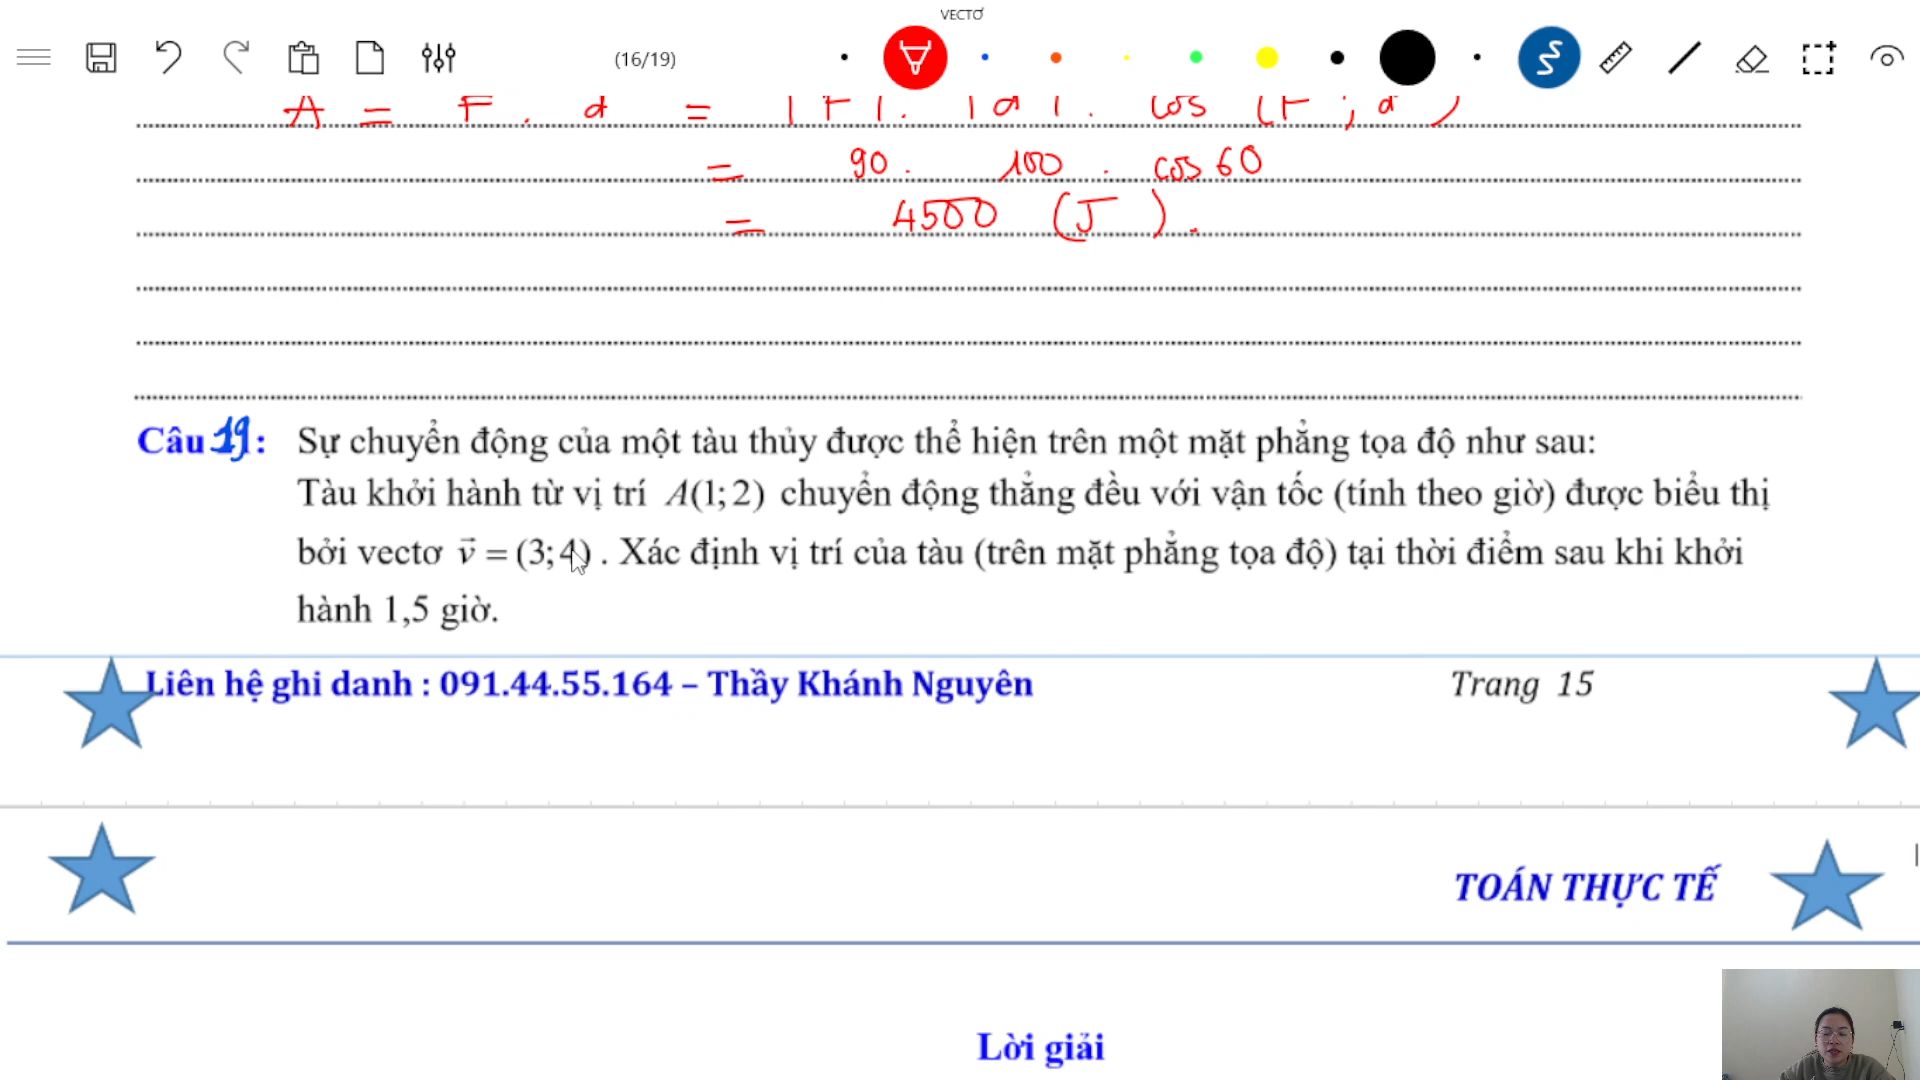 VECTƠ
(16/19)
A = F . d = |F| . |d| . cos (F ; d)
= 90 . 100 . cos 60
= 4500 (J).
Câu 19: Sự chuyển động của một tàu thủy được thể hiện trên một mặt phẳng tọa độ như sau:
Tàu khởi hành từ vị trí A(1;2) chuyển động thẳng đều với vận tốc (tính theo giờ) được biểu thị
bởi vectơ v⃗ = (3;4). Xác định vị trí của tàu (trên mặt phẳng tọa độ) tại thời điểm sau khi khởi
hành 1,5 giờ.
Liên hệ ghi danh : 091.44.55.164 – Thầy Khánh Nguyên Trang 15
TOÁN THỰC TẾ
Lời giải